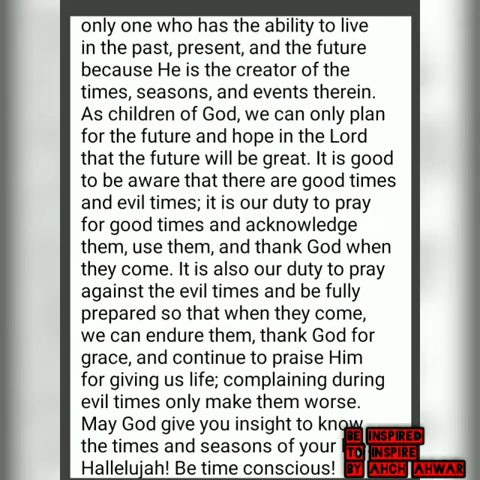 only one who has the ability to live
in the past, present, and the future
because He is the creator of the
times, seasons, and events therein.
As children of God, we can only plan
for the future and hope in the Lord
that the future will be great. It is good
to be aware that there are good times
and evil times; it is our duty to pray
for good times and acknowledge
them, use them, and thank God when
they come. It is also our duty to pray
against the evil times and be fully
prepared so that when they come,
we can endure them, thank God for
grace, and continue to praise Him
for giving us life; complaining during
evil times only make them worse.
May God give you insight to know
the times and seasons of your
Hallelujah! Be time conscious!
BE INSPIRED
TO INSPIRE
BY AHCH AHWAR